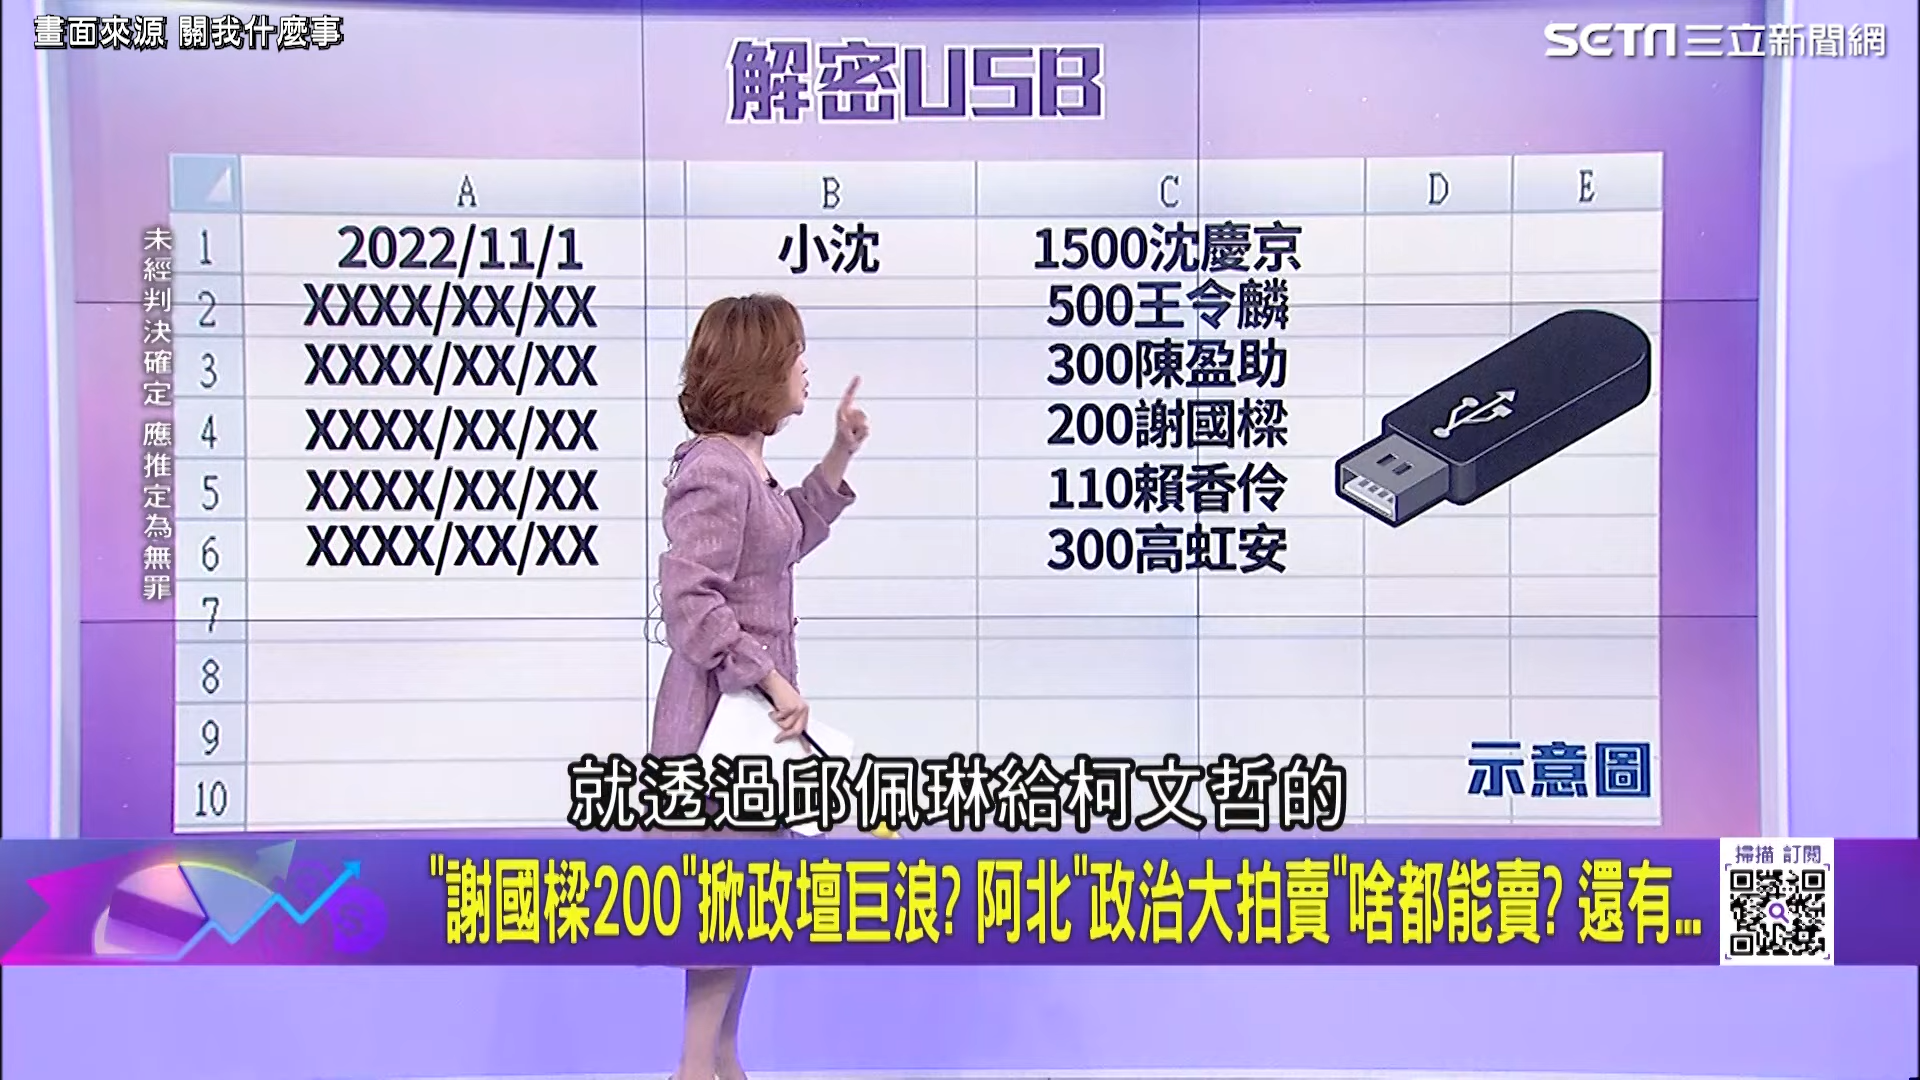 畫面來源 關我什麼事
SETN三立新聞網
解密USB
A B C D E
1 2022/11/1 小沈 1500沈慶京
2 XXXX/XX/XX 500王令麟
3 XXXX/XX/XX 300陳盈助
4 XXXX/XX/XX 200謝國樑
5 XXXX/XX/XX 110賴香伶
6 XXXX/XX/XX 300高虹安
7
8
9
10
未經判決確定 應推定為無罪
示意圖
就透過邱佩琳給柯文哲的
"謝國樑200"掀政壇巨浪? 阿北"政治大拍賣"啥都能賣? 還有...
掃描 訂閱